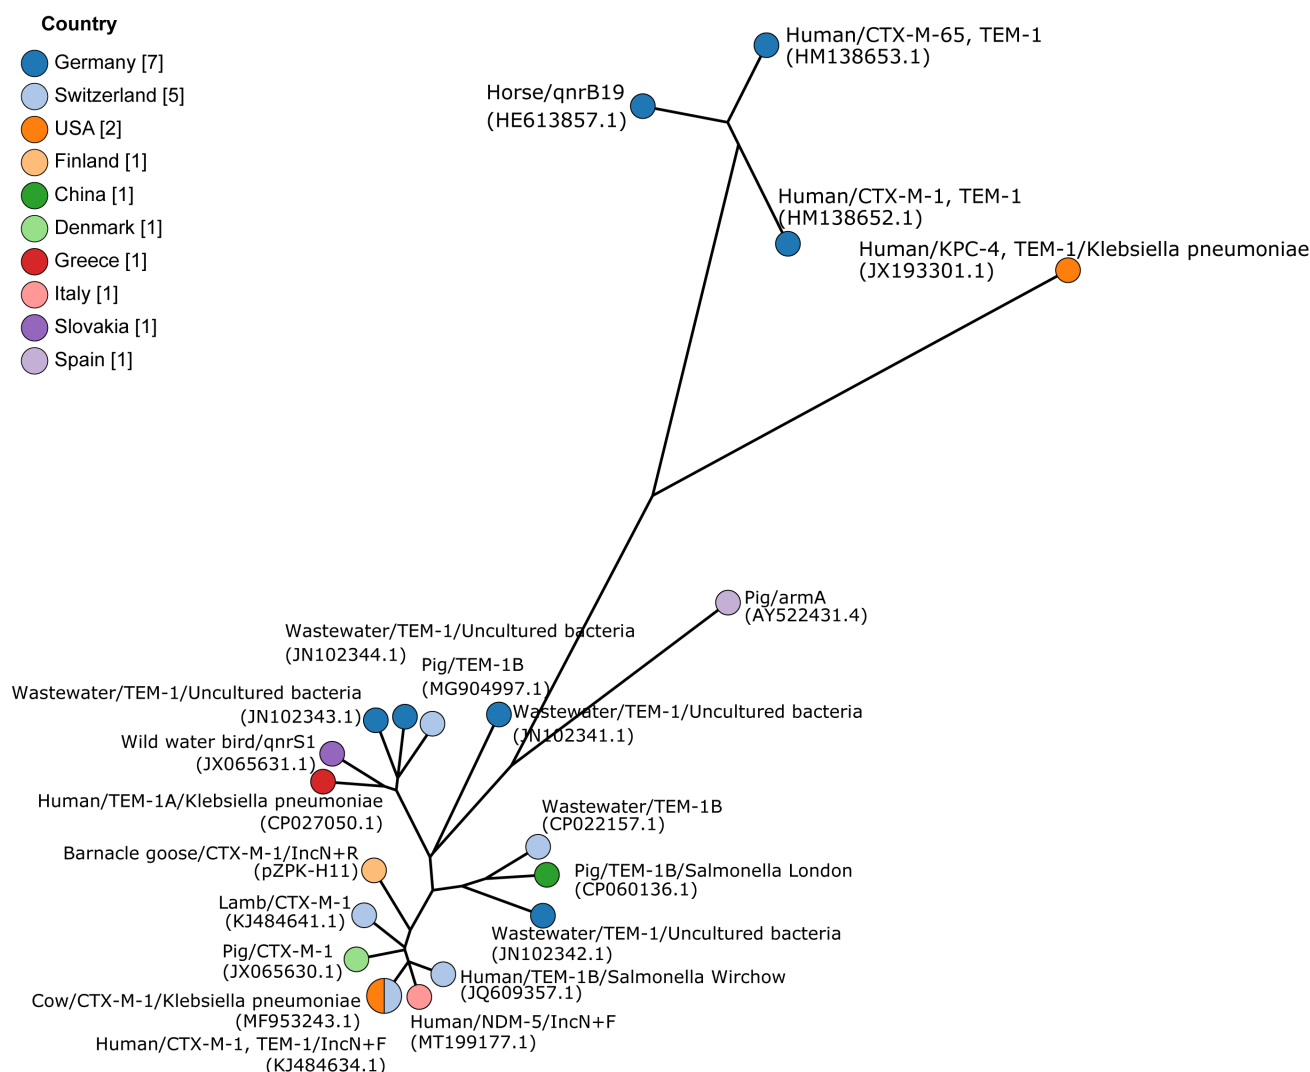 Country
Germany [7]
Switzerland [5]
USA [2]
Finland [1]
China [1]
Denmark [1]
Greece [1]
Italy [1]
Slovakia [1]
Spain [1]
Human/CTX-M-65, TEM-1
(HM138653.1)
Horse/qnrB19
(HE613857.1)
Human/CTX-M-1, TEM-1
(HM138652.1)
Human/KPC-4, TEM-1/Klebsiella pneumoniae
(JX193301.1)
Pig/armA
(AY522431.4)
Wastewater/TEM-1/Uncultured bacteria
(JN102344.1)
Pig/TEM-1B
(MG904997.1)
Wastewater/TEM-1/Uncultured bacteria
(JN102343.1)
Wastewater/TEM-1/Uncultured bacteria
(JN102341.1)
Wild water bird/qnrS1
(JX065631.1)
Human/TEM-1A/Klebsiella pneumoniae
(CP027050.1)
Wastewater/TEM-1B
(CP022157.1)
Barnacle goose/CTX-M-1/IncN+R
(pZPK-H11)
Pig/TEM-1B/Salmonella London
(CP060136.1)
Lamb/CTX-M-1
(KJ484641.1)
Wastewater/TEM-1/Uncultured bacteria
(JN102342.1)
Pig/CTX-M-1
(JX065630.1)
Human/TEM-1B/Salmonella Wirchow
(JQ609357.1)
Cow/CTX-M-1/Klebsiella pneumoniae
(MF953243.1)
Human/NDM-5/IncN+F
(MT199177.1)
Human/CTX-M-1, TEM-1/IncN+F
(KJ484634.1)